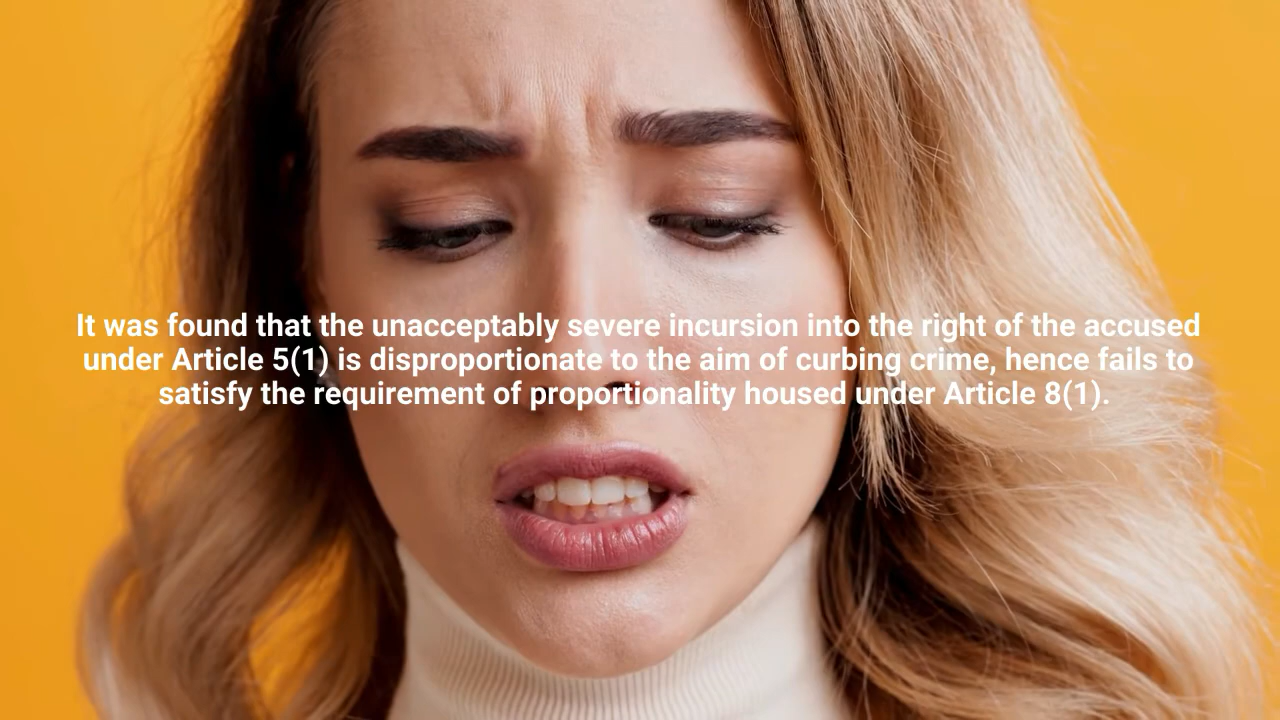 It was found that the unacceptably severe incursion into the right of the accused
under Article 5(1) is disproportionate to the aim of curbing crime, hence fails to
satisfy the requirement of proportionality housed under Article 8(1).